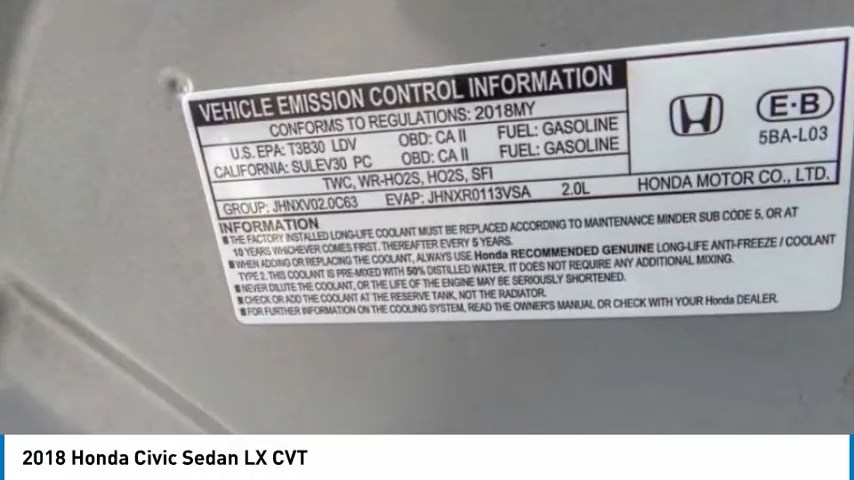 VEHICLE EMISSION CONTROL INFORMATION
CONFORMS TO REGULATIONS: 2018MY
U.S. EPA: T3B30 LDV OBD: CA II FUEL: GASOLINE
CALIFORNIA: SULEV30 PC OBD: CA II FUEL: GASOLINE
TWC, WR-HO2S, HO2S, SFI
GROUP: JHNXV02.0C63 EVAP: JHNXR0113VSA 2.0L
E·B
5BA-L03
HONDA MOTOR CO., LTD.
INFORMATION
■THE FACTORY INSTALLED LONG-LIFE COOLANT MUST BE REPLACED ACCORDING TO MAINTENANCE MINDER SUB CODE 5, OR AT
10 YEARS WHICHEVER COMES FIRST. THEREAFTER EVERY 5 YEARS.
■WHEN ADDING OR REPLACING THE COOLANT, ALWAYS USE Honda RECOMMENDED GENUINE LONG-LIFE ANTI-FREEZE / COOLANT
TYPE 2. THIS COOLANT IS PRE-MIXED WITH 50% DISTILLED WATER. IT DOES NOT REQUIRE ANY ADDITIONAL MIXING.
■NEVER DILUTE THE COOLANT, OR THE LIFE OF THE ENGINE MAY BE SERIOUSLY SHORTENED.
■CHECK OR ADD THE COOLANT AT THE RESERVE TANK, NOT THE RADIATOR.
■FOR FURTHER INFORMATION ON THE COOLING SYSTEM, READ THE OWNER'S MANUAL OR CHECK WITH YOUR Honda DEALER.
2018 Honda Civic Sedan LX CVT